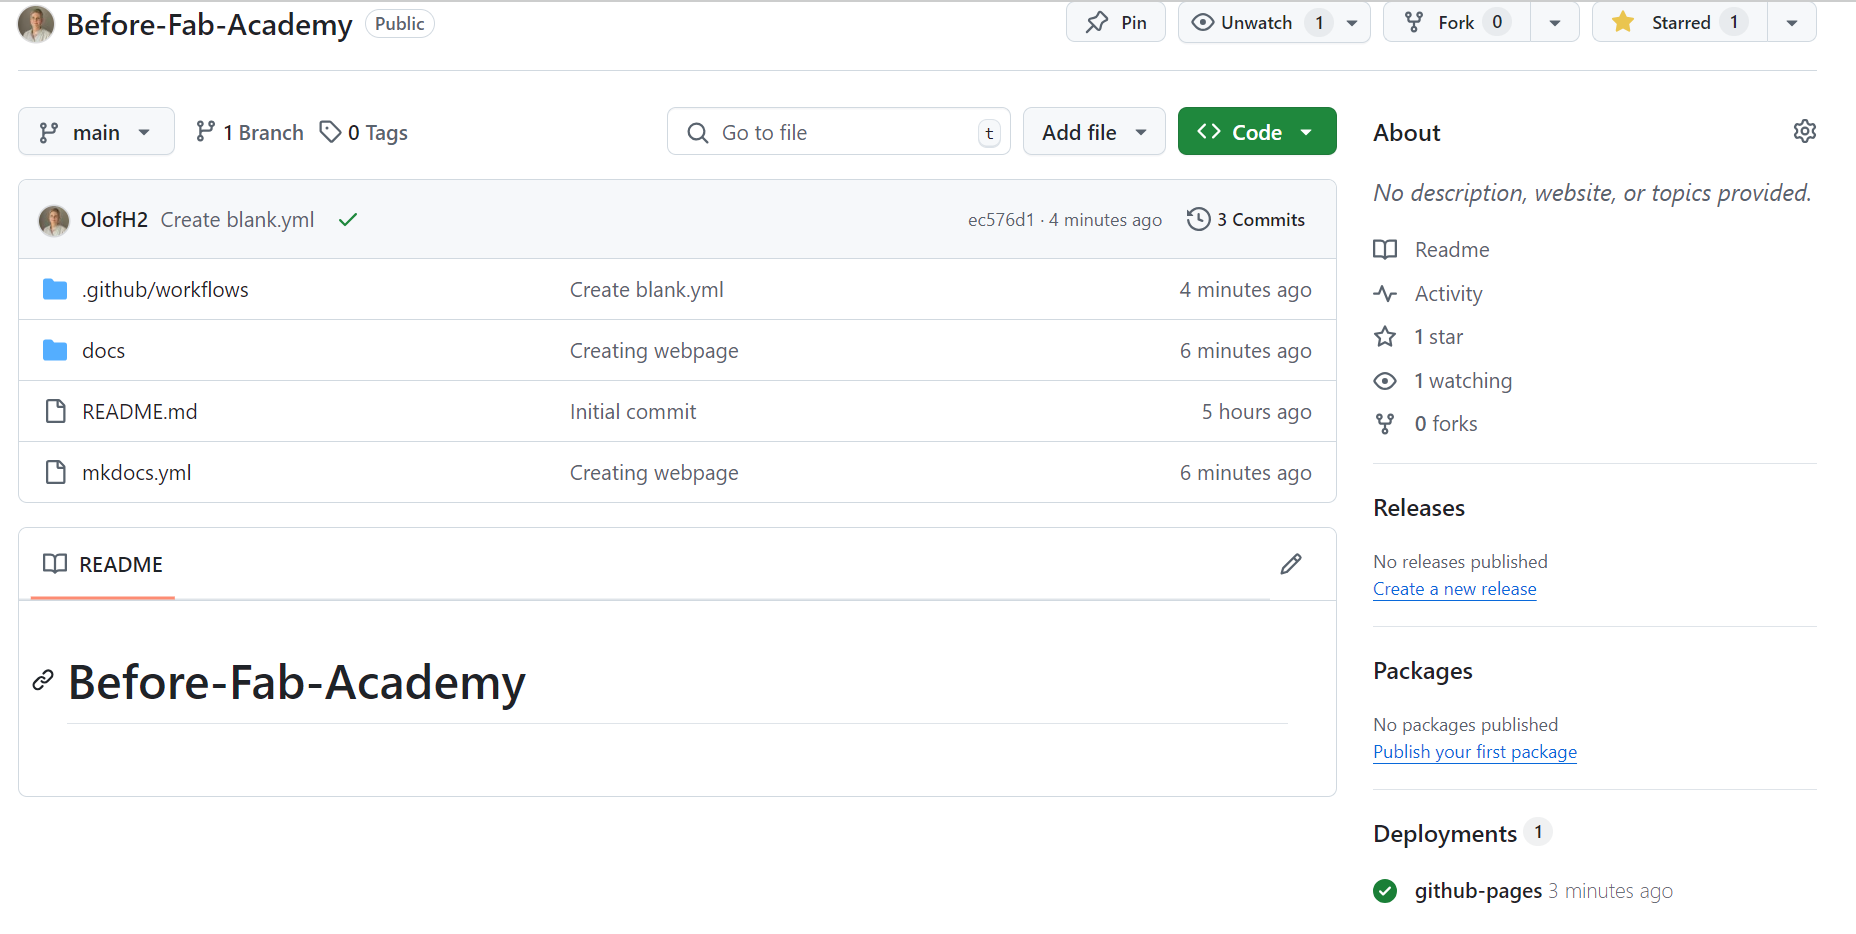 Before-Fab-Academy Public Pin Unwatch 1 Fork 0 Starred 1
main 1 Branch 0 Tags Go to file t Add file Code
OlofH2 Create blank.yml ec576d1 · 4 minutes ago 3 Commits
.github/workflows Create blank.yml 4 minutes ago
docs Creating webpage 6 minutes ago
README.md Initial commit 5 hours ago
mkdocs.yml Creating webpage 6 minutes ago
README
Before-Fab-Academy
About
No description, website, or topics provided.
Readme
Activity
1 star
1 watching
0 forks
Releases
No releases published
Create a new release
Packages
No packages published
Publish your first package
Deployments 1
github-pages 3 minutes ago